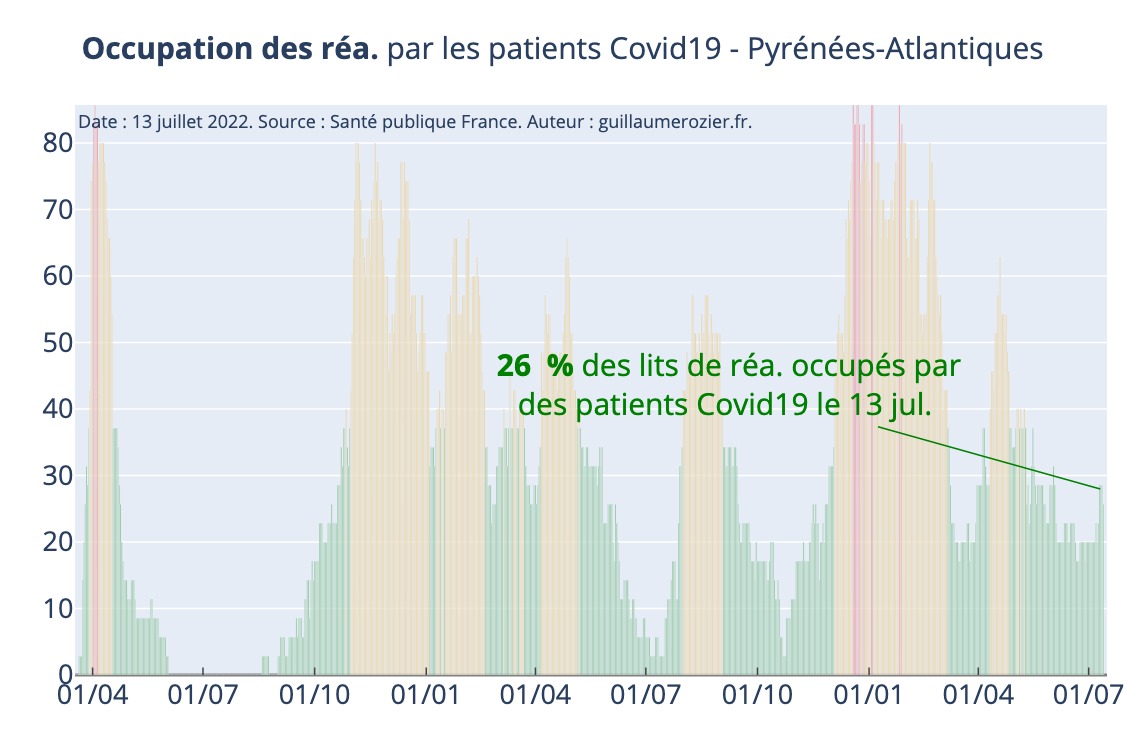 Occupation des réa. par les patients Covid19 - Pyrénées-Atlantiques
Date : 13 juillet 2022. Source : Santé publique France. Auteur : guillaumerozier.fr.
80
70
60
50
40
30
20
10
0
26 % des lits de réa. occupés par
des patients Covid19 le 13 jul.
01/04 01/07 01/10 01/01 01/04 01/07 01/10 01/01 01/04 01/07